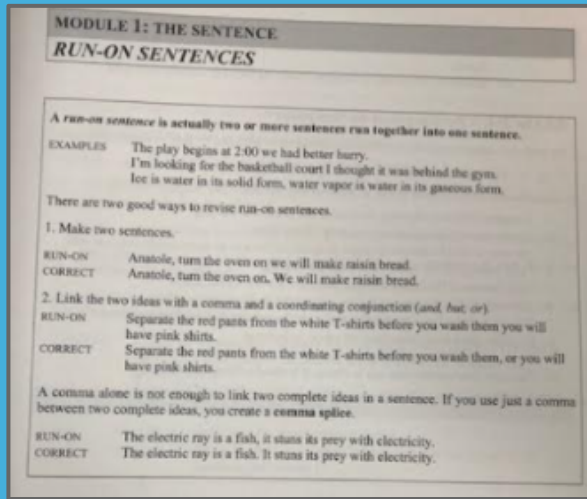 MODULE 1: THE SENTENCE
RUN-ON SENTENCES
A run-on sentence is actually two or more sentences run together into one sentence.
EXAMPLES The play begins at 2:00 we had better hurry.
I'm looking for the basketball court I thought it was behind the gym.
Ice is water in its solid form, water vapor is water in its gaseous form.
There are two good ways to revise run-on sentences.
1. Make two sentences.
RUN-ON Anatole, turn the oven on we will make raisin bread.
CORRECT Anatole, turn the oven on. We will make raisin bread.
2. Link the two ideas with a comma and a coordinating conjunction (and, but, or).
RUN-ON Separate the red pants from the white T-shirts before you wash them you will
have pink shirts.
CORRECT Separate the red pants from the white T-shirts before you wash them, or you will
have pink shirts.
A comma alone is not enough to link two complete ideas in a sentence. If you use just a comma
between two complete ideas, you create a comma splice.
RUN-ON The electric ray is a fish, it stuns its prey with electricity.
CORRECT The electric ray is a fish. It stuns its prey with electricity.